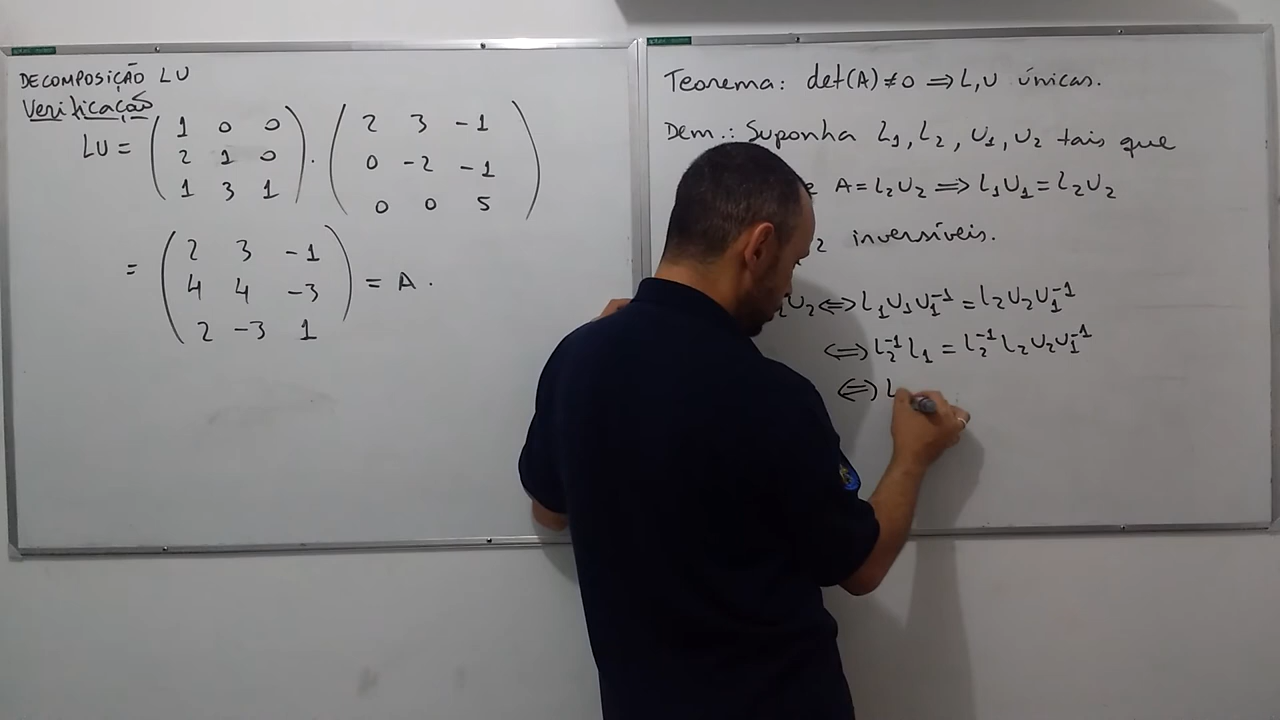 DECOMPOSIÇÃO LU
Verificação
LU = ( 1 0 0 ) . ( 2 3 -1 )
2 1 0 0 -2 -1
1 3 1 0 0 5
= ( 2 3 -1 ) = A.
4 4 -3
2 -3 1
Teorema: det(A) ≠ 0 ⟹ L,U únicas.
Dem.: Suponha L₁, L₂, U₁, U₂ tais que
e A = L₂U₂ ⟹ L₁U₁ = L₂U₂
₂ inversíveis.
U₂ ⟺ L₁U₁U₁⁻¹ = L₂U₂U₁⁻¹
⟺ L₂⁻¹L₁ = L₂⁻¹L₂U₂U₁⁻¹
⟺ L